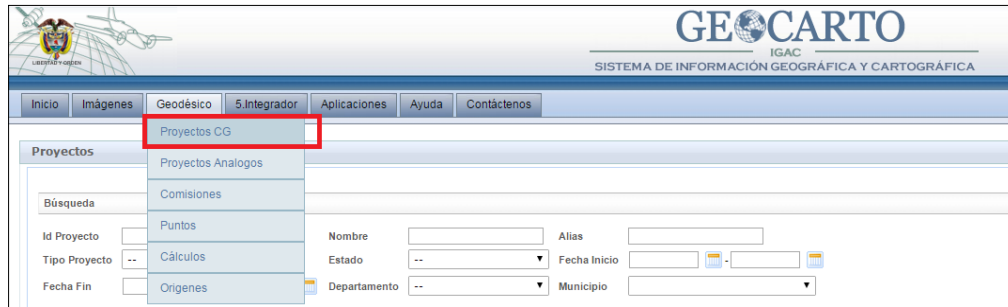 LIBERTAD Y ORDEN
GEOCARTO
IGAC
SISTEMA DE INFORMACIÓN GEOGRÁFICA Y CARTOGRÁFICA
Inicio Imágenes Geodésico 5.Integrador Aplicaciones Ayuda Contáctenos
Proyectos CG
Proyectos
Proyectos Analogos
Comisiones
Búsqueda
Puntos
Id Proyecto Nombre Alias
Cálculos
Tipo Proyecto -- Estado -- Fecha Inicio -
Origenes
Fecha Fin Departamento -- Municipio